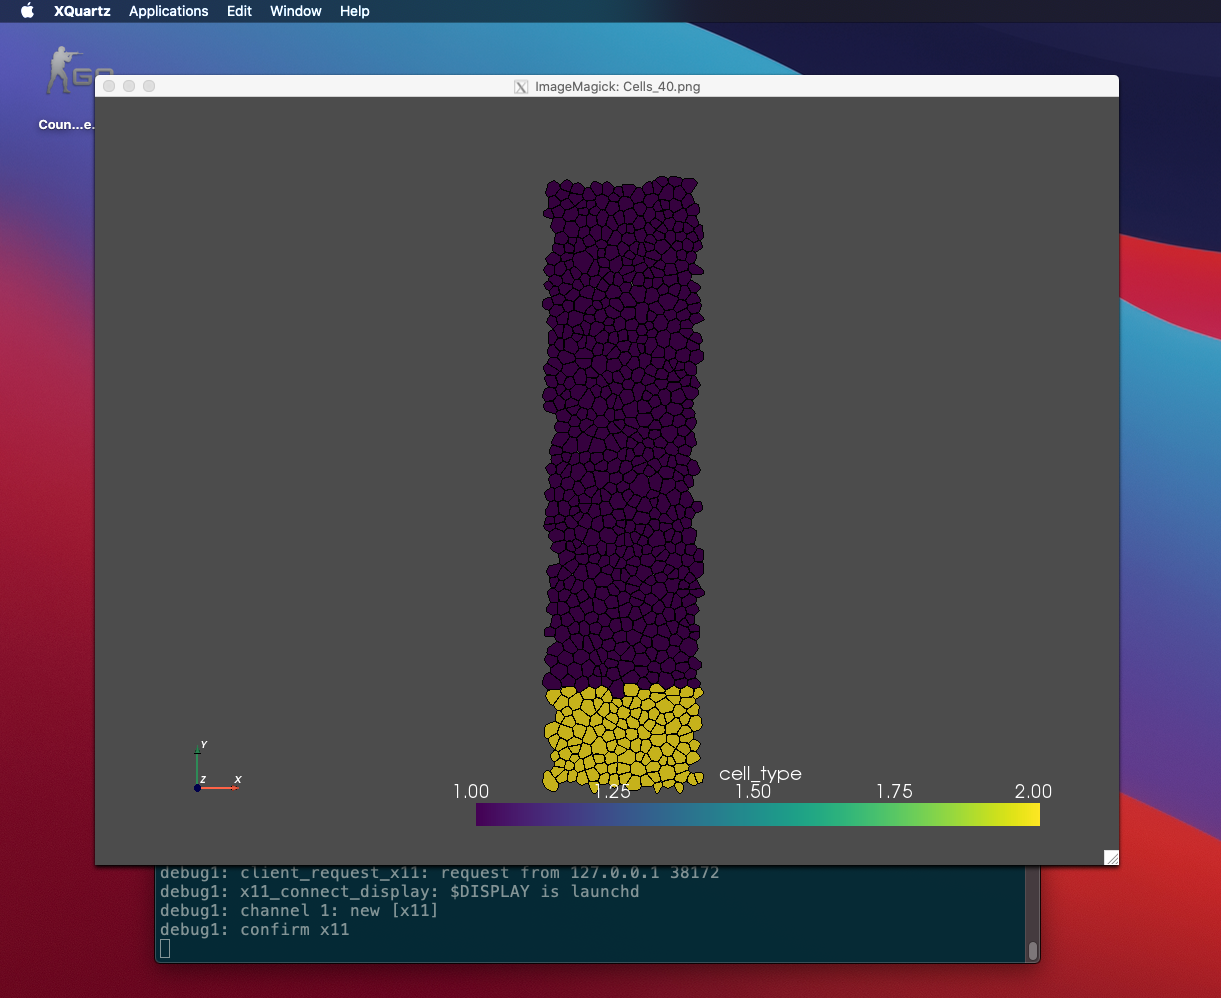 XQuartz Applications Edit Window Help
GO
Coun...e.
X ImageMagick: Cells_40.png
Y
Z X
cell_type
1.00 1.25 1.50 1.75 2.00
debug1: client_request_x11: request from 127.0.0.1 38172
debug1: x11_connect_display: $DISPLAY is launchd
debug1: channel 1: new [x11]
debug1: confirm x11